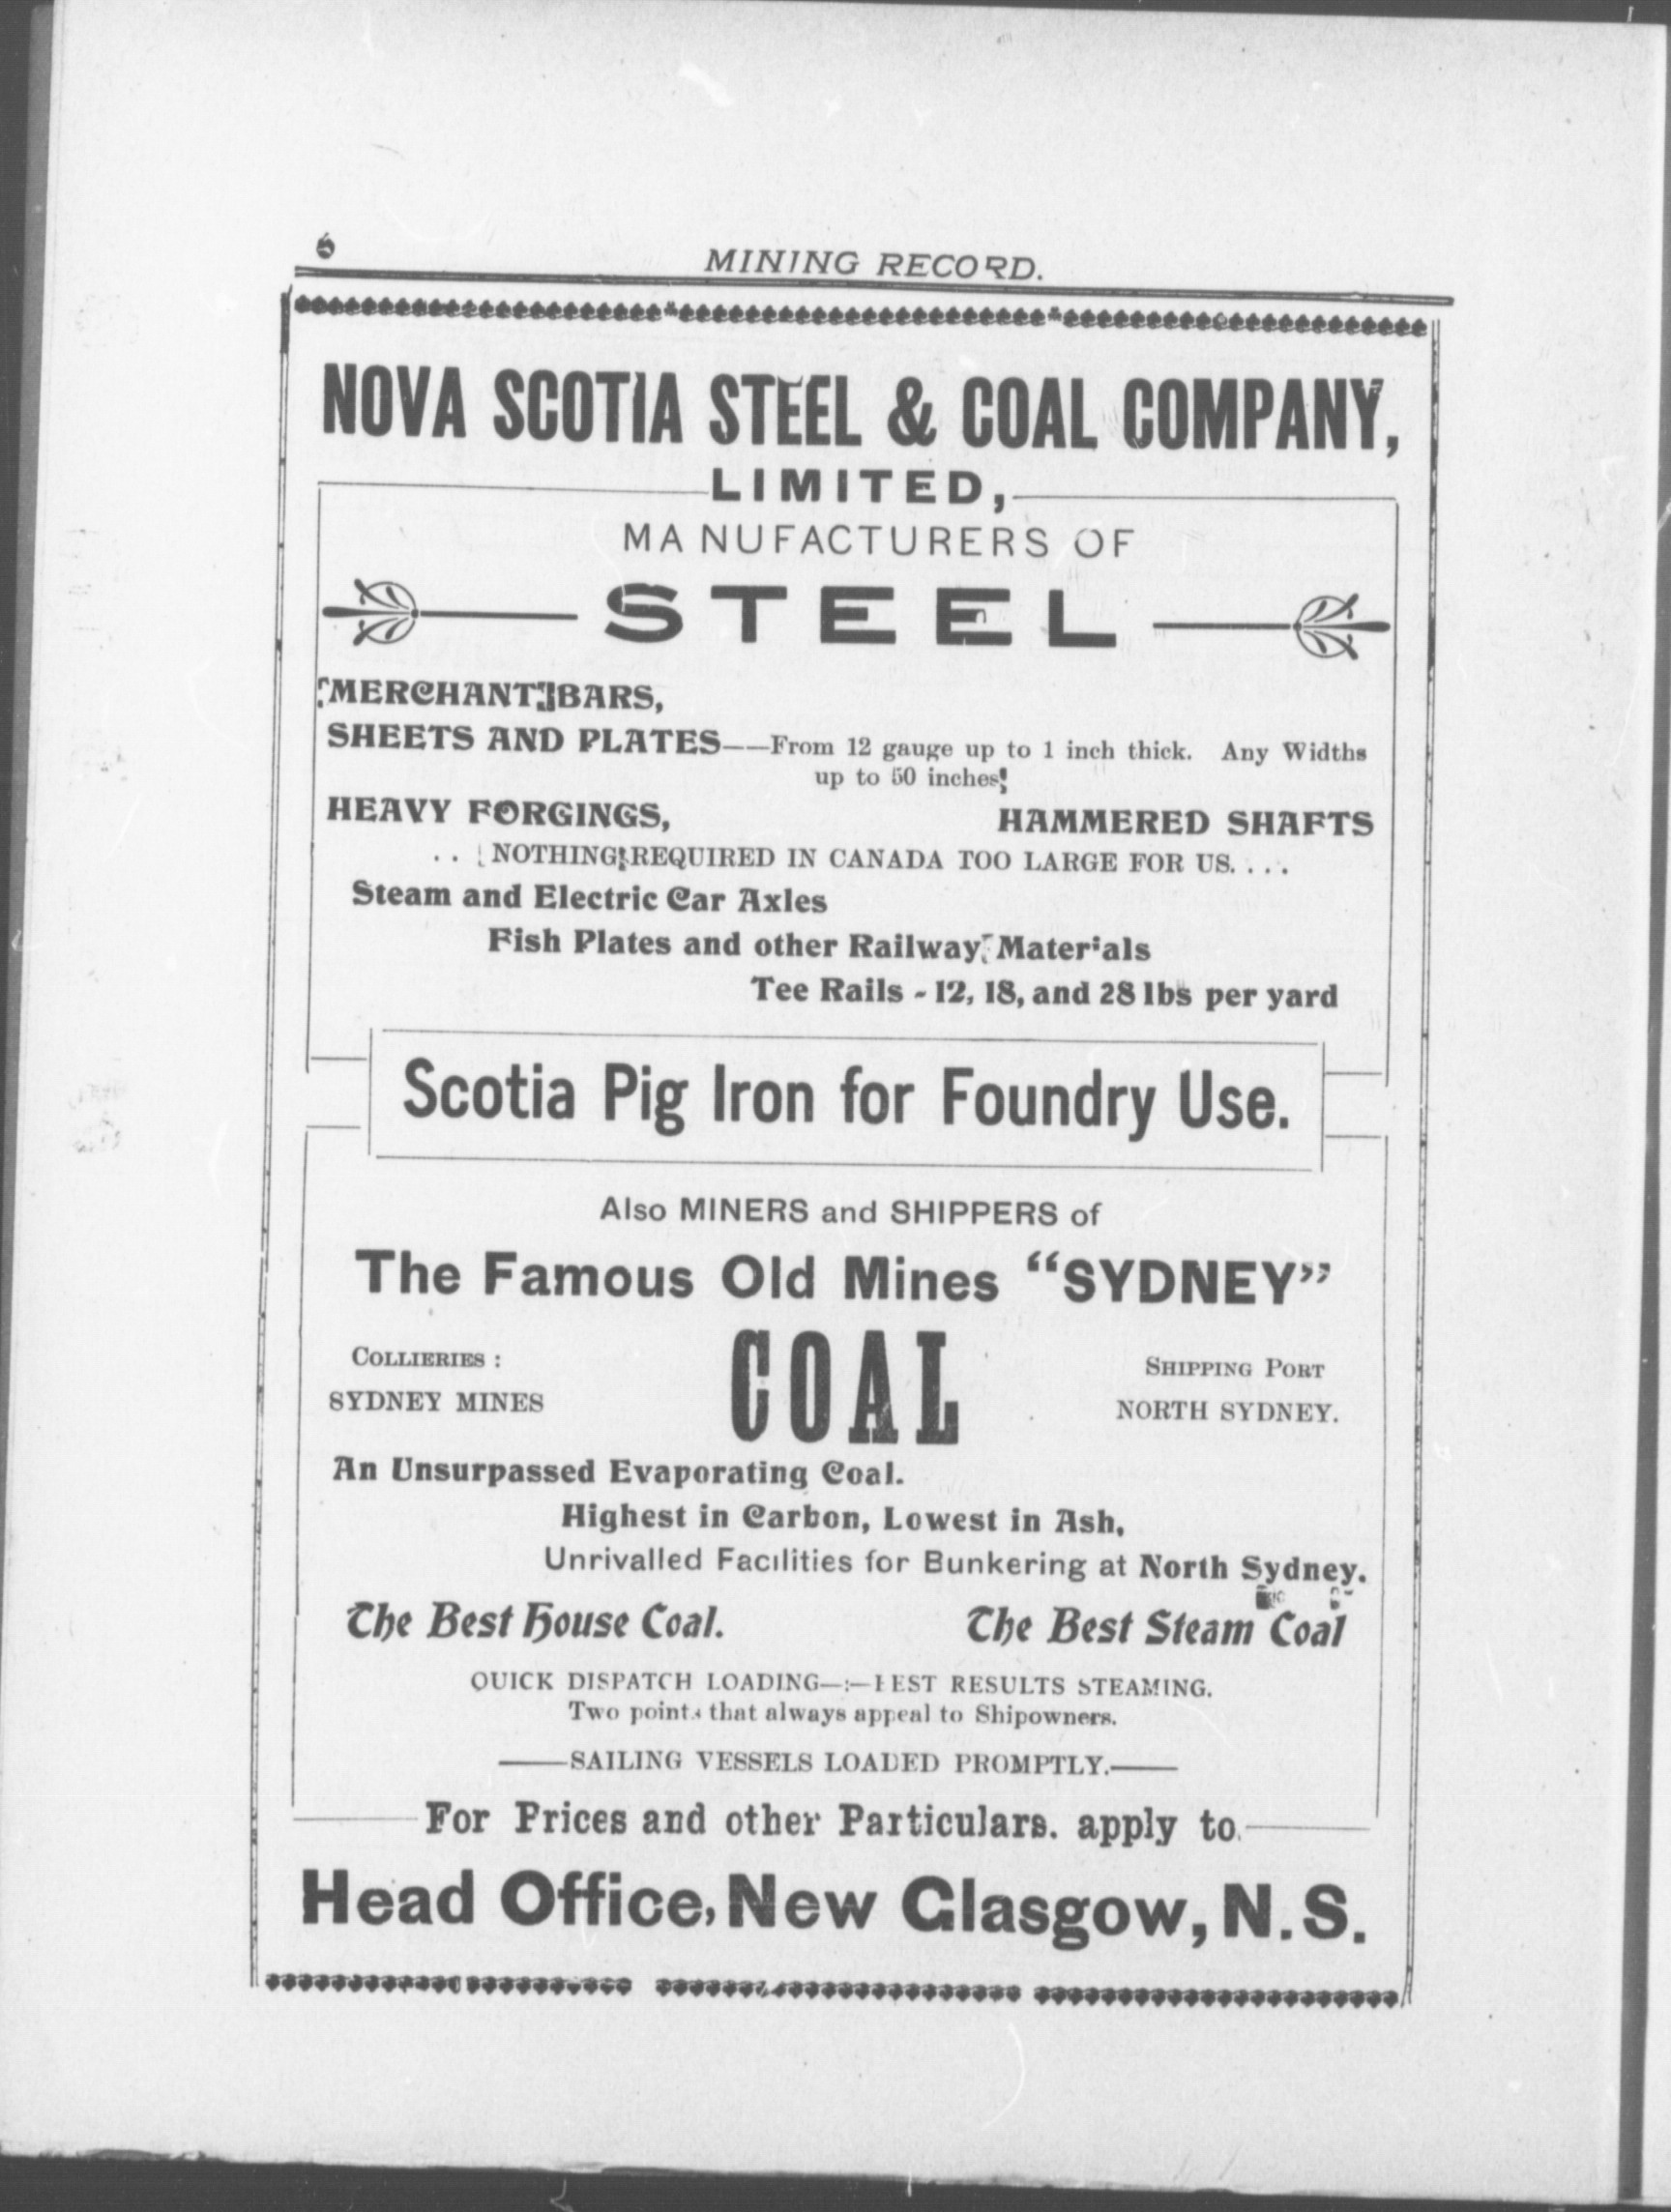 6
MINING RECORD.
NOVA SCOTIA STEEL & COAL COMPANY,
LIMITED,
MANUFACTURERS OF
STEEL
MERCHANT BARS,
SHEETS AND PLATES——From 12 gauge up to 1 inch thick. Any Widths
up to 50 inches
HEAVY FORGINGS, HAMMERED SHAFTS
.. NOTHING REQUIRED IN CANADA TOO LARGE FOR US. ...
Steam and Electric Car Axles
Fish Plates and other Railway Materials
Tee Rails - 12, 18, and 28 lbs per yard
Scotia Pig Iron for Foundry Use.
Also MINERS and SHIPPERS of
The Famous Old Mines “SYDNEY”
COLLIERIES : COAL SHIPPING PORT
SYDNEY MINES NORTH SYDNEY.
An Unsurpassed Evaporating Coal.
Highest in Carbon, Lowest in Ash,
Unrivalled Facilities for Bunkering at North Sydney.
The Best House Coal. The Best Steam Coal
QUICK DISPATCH LOADING—:—BEST RESULTS STEAMING.
Two points that always appeal to Shipowners.
——SAILING VESSELS LOADED PROMPTLY.——
For Prices and other Particulars. apply to
Head Office, New Glasgow, N.S.